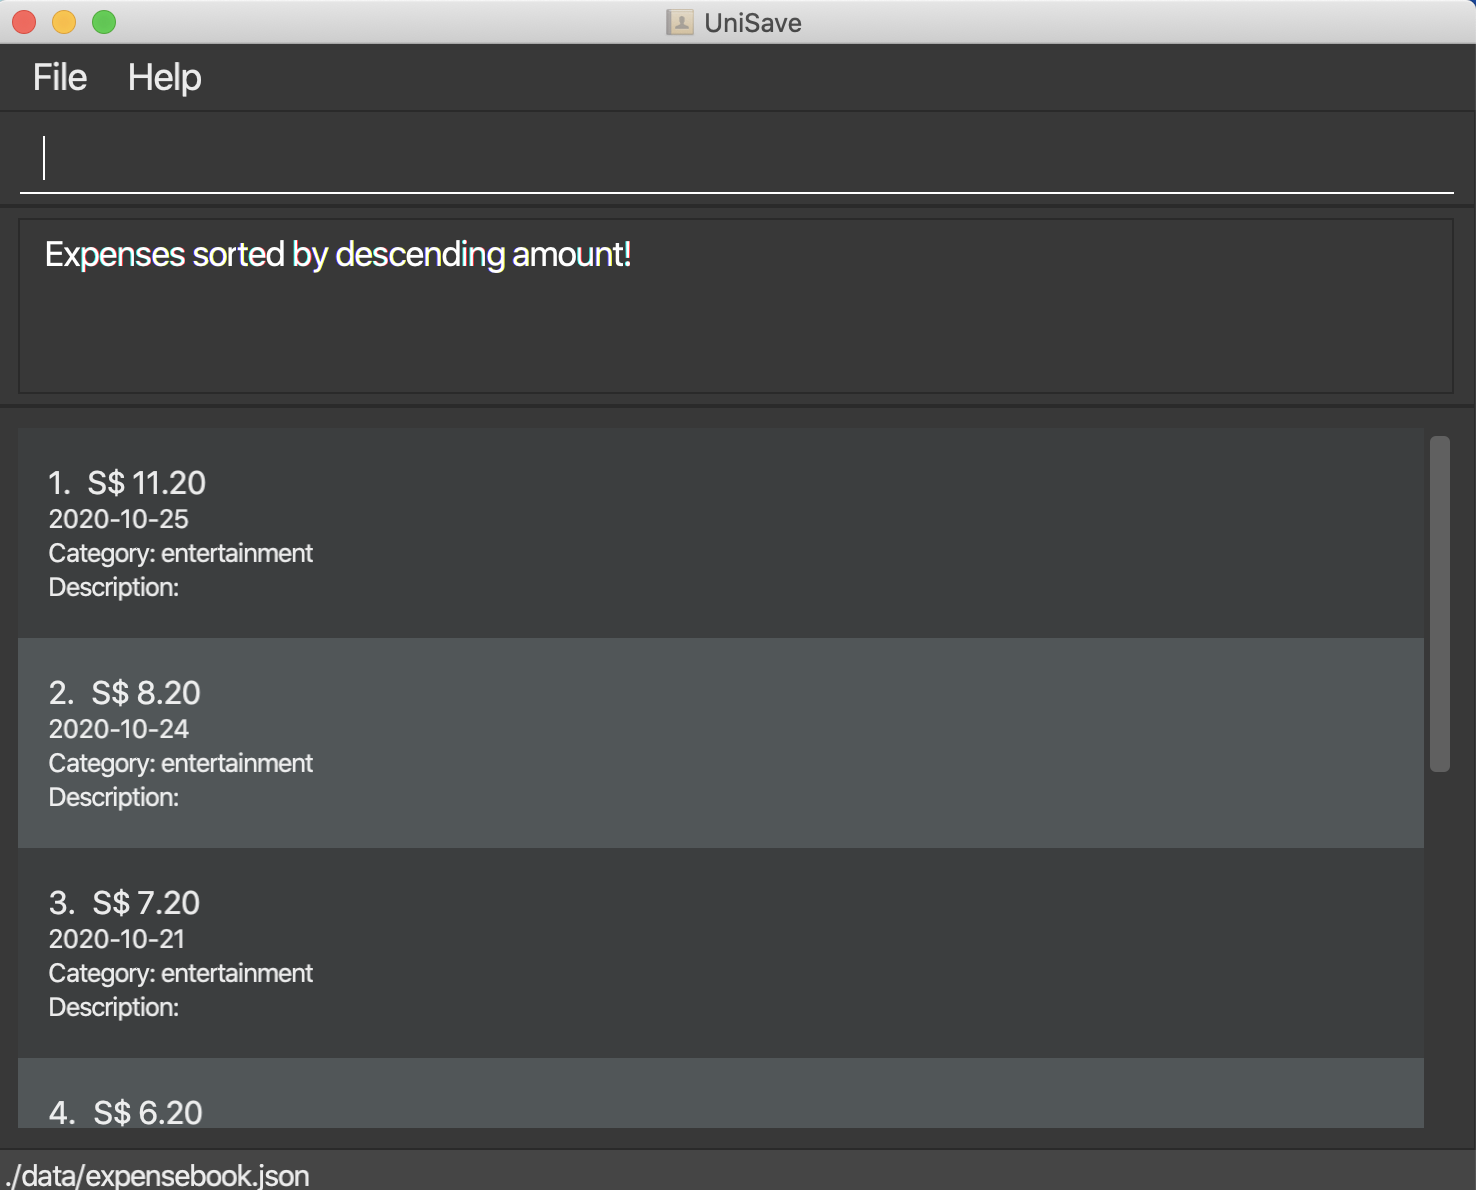 UniSave
File Help
Expenses sorted by descending amount!
1. S$ 11.20
2020-10-25
Category: entertainment
Description:
2. S$ 8.20
2020-10-24
Category: entertainment
Description:
3. S$ 7.20
2020-10-21
Category: entertainment
Description:
4. S$ 6.20
./data/expensebook.json